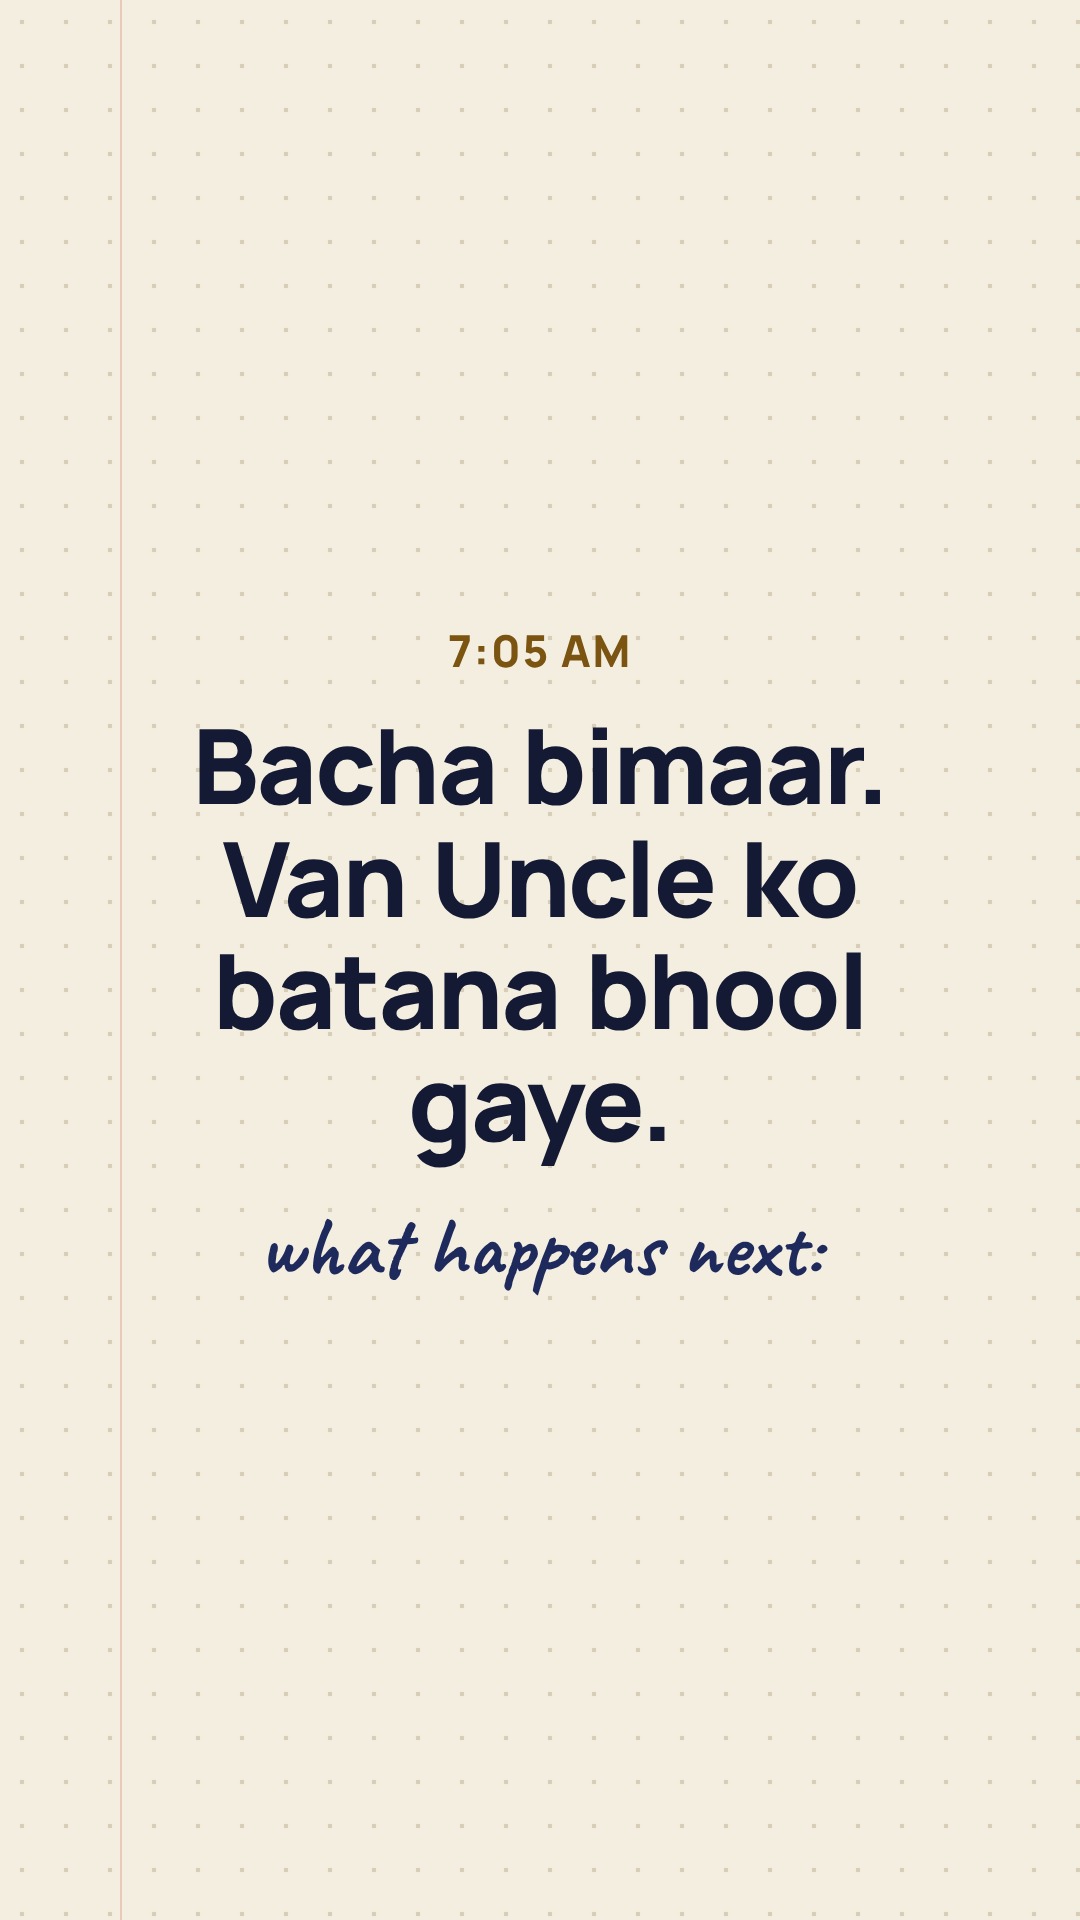 7:05 AM
Bacha bimaar.
Van Uncle ko
batana bhool
gaye.
what happens next: